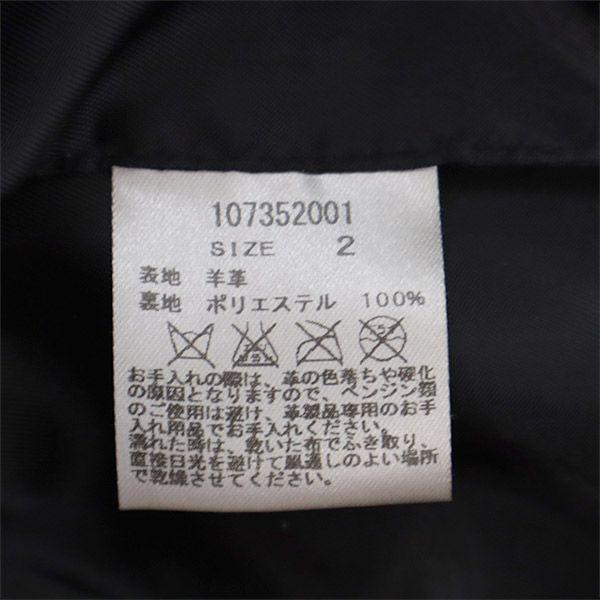 107352001
SIZE 2
表地 羊革
裏地 ポリエステル 100%
お手入れの際は、革の色落ちや硬化
の原因となりますので、ベンジン類
のご使用は避け、革製品専用のお手
入れ用品でお手入れください。
濡れた時は、乾いた布でふき取り、
直接日光を避けて風通しのよい場所
で乾燥させてください。